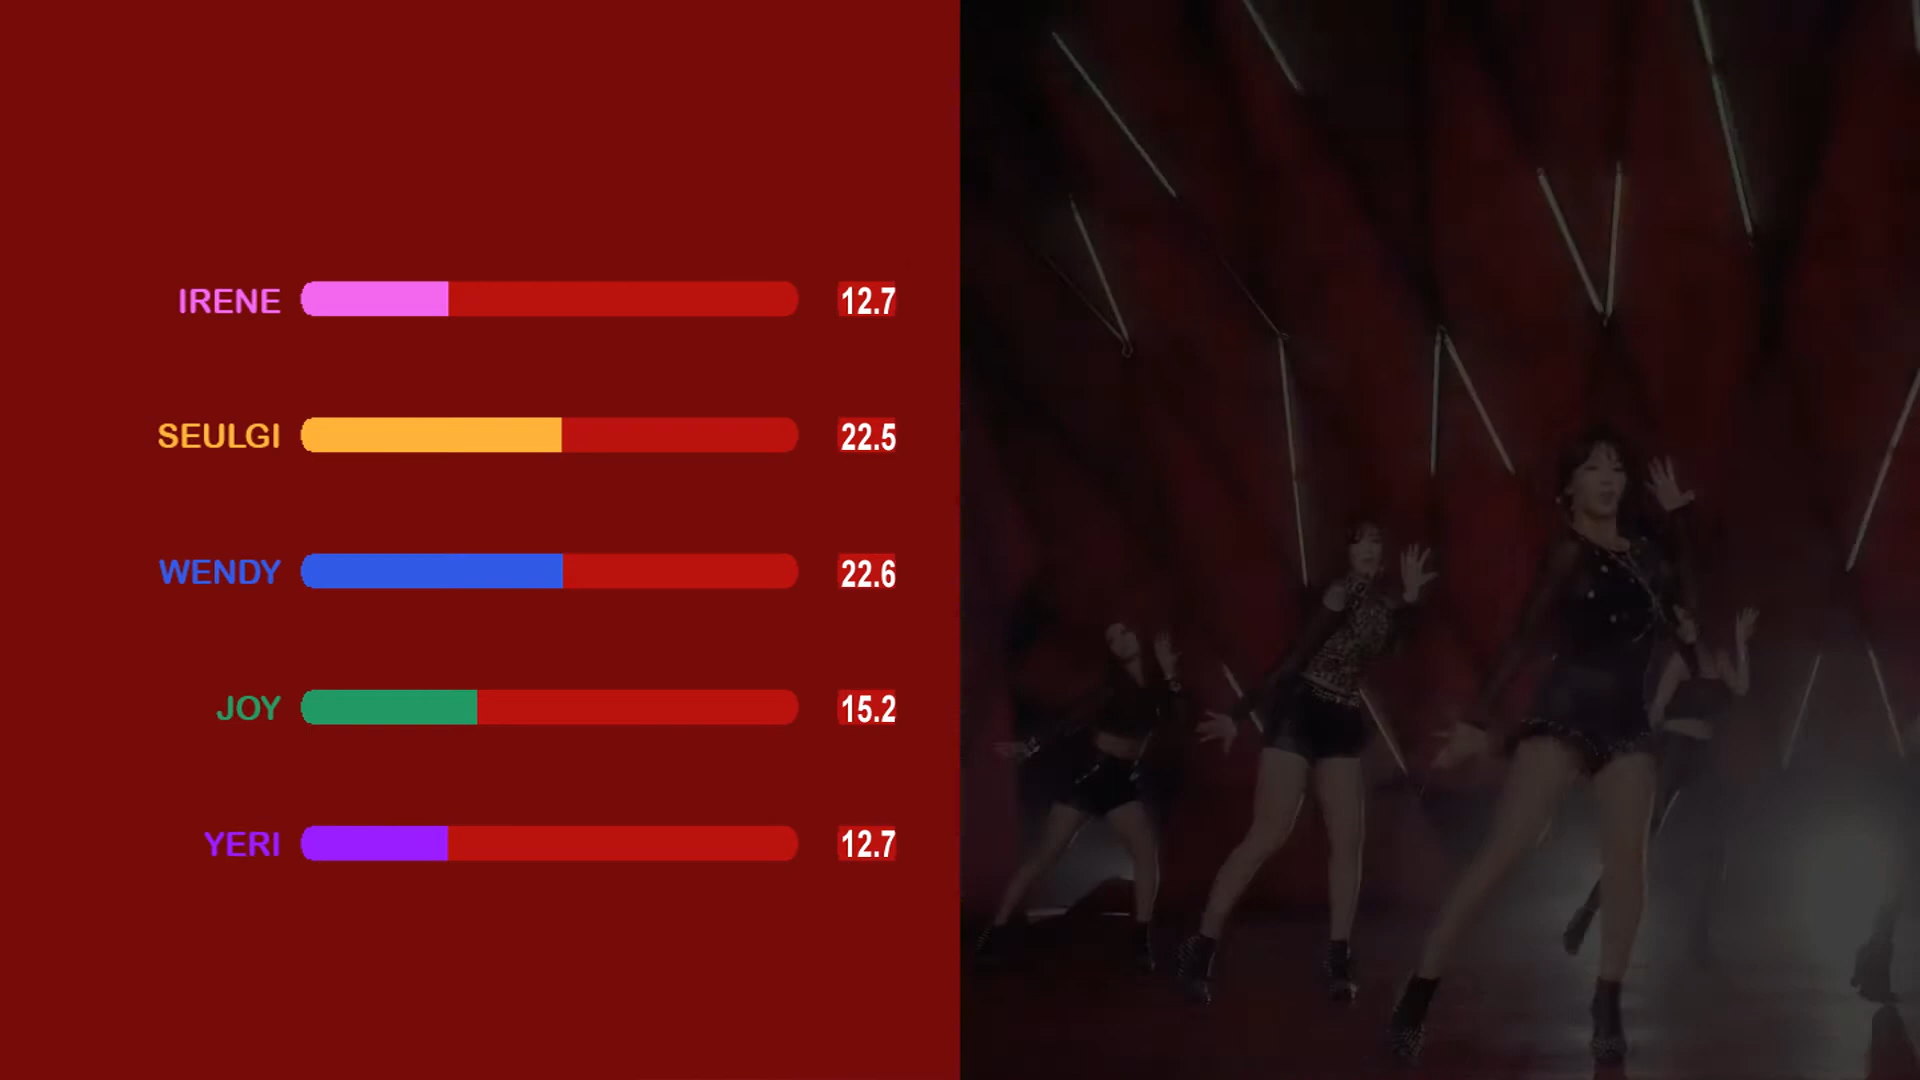 IRENE 12.7
SEULGI 22.5
WENDY 22.6
JOY 15.2
YERI 12.7